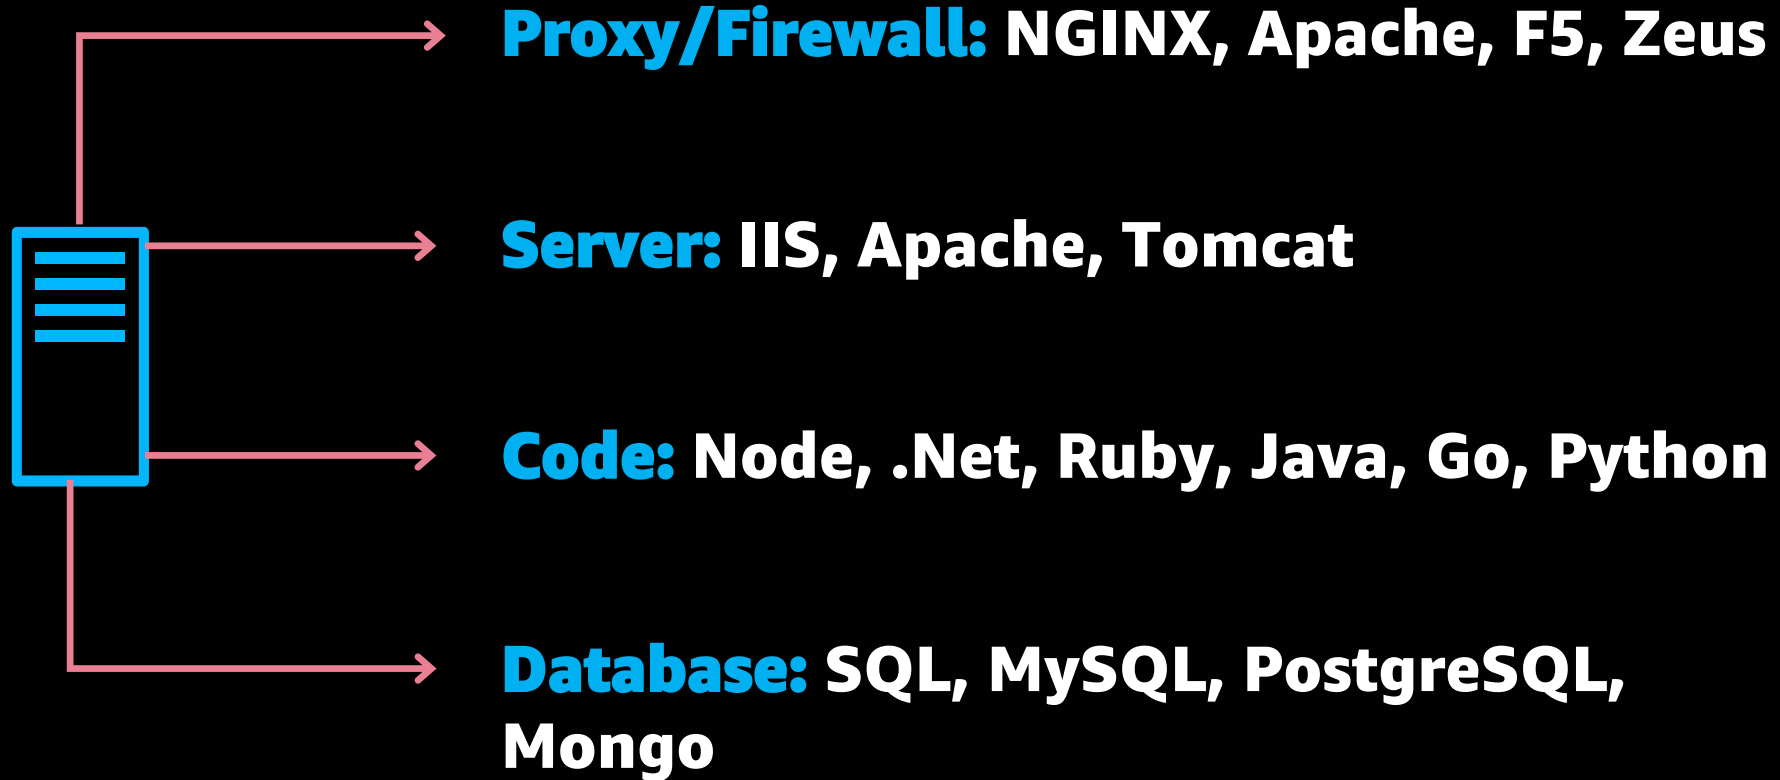 Proxy/Firewall: NGINX, Apache, F5, Zeus
Server: IIS, Apache, Tomcat
Code: Node, .Net, Ruby, Java, Go, Python
Database: SQL, MySQL, PostgreSQL,
Mongo